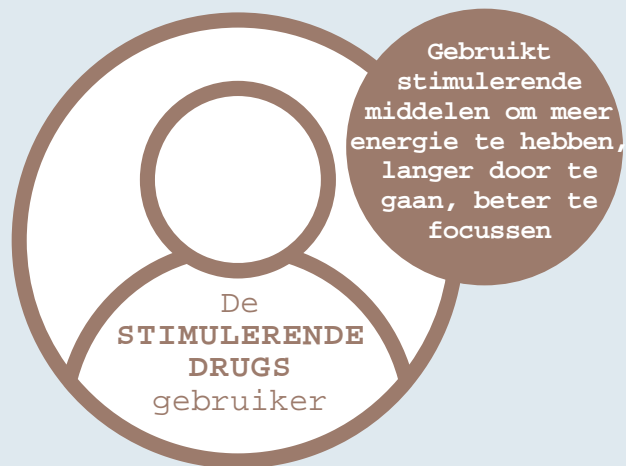 Gebruikt
stimulerende
middelen om meer
energie te hebben,
langer door te
gaan, beter te
focussen
De
STIMULERENDE
DRUGS
gebruiker